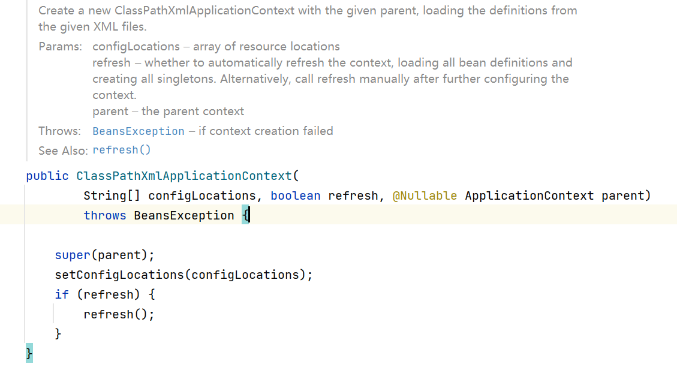 Create a new ClassPathXmlApplicationContext with the given parent, loading the definitions from
the given XML files.
Params: configLocations – array of resource locations
refresh – whether to automatically refresh the context, loading all bean definitions and
creating all singletons. Alternatively, call refresh manually after further configuring the
context.
parent – the parent context
Throws: BeansException – if context creation failed
See Also: refresh()
public ClassPathXmlApplicationContext(
String[] configLocations, boolean refresh, @Nullable ApplicationContext parent)
throws BeansException {
super(parent);
setConfigLocations(configLocations);
if (refresh) {
refresh();
}
}